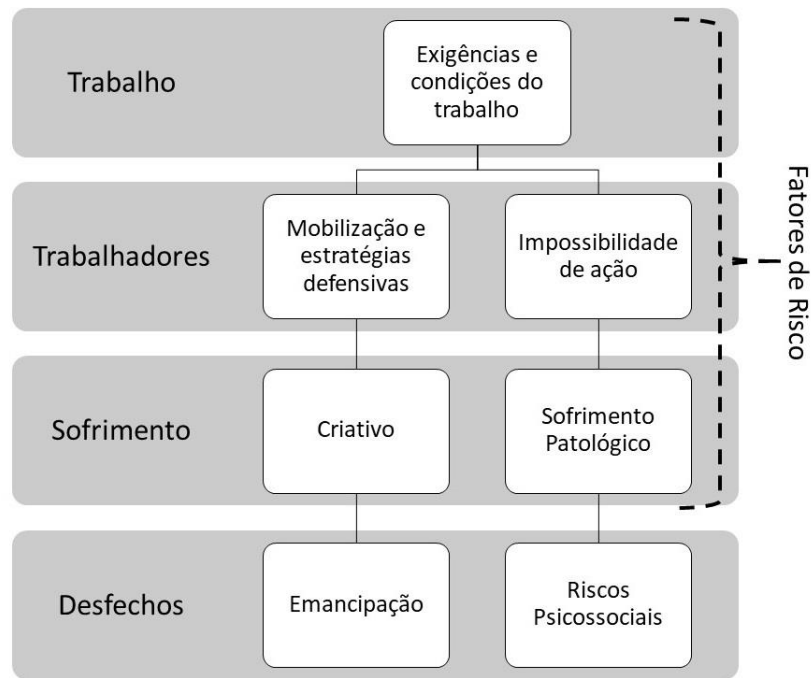 Trabalho
Exigências e
condições do
trabalho
Trabalhadores
Mobilização e
estratégias
defensivas
Impossibilidade
de ação
Sofrimento
Criativo
Sofrimento
Patológico
Desfechos
Emancipação
Riscos
Psicossociais
Fatores de Risco